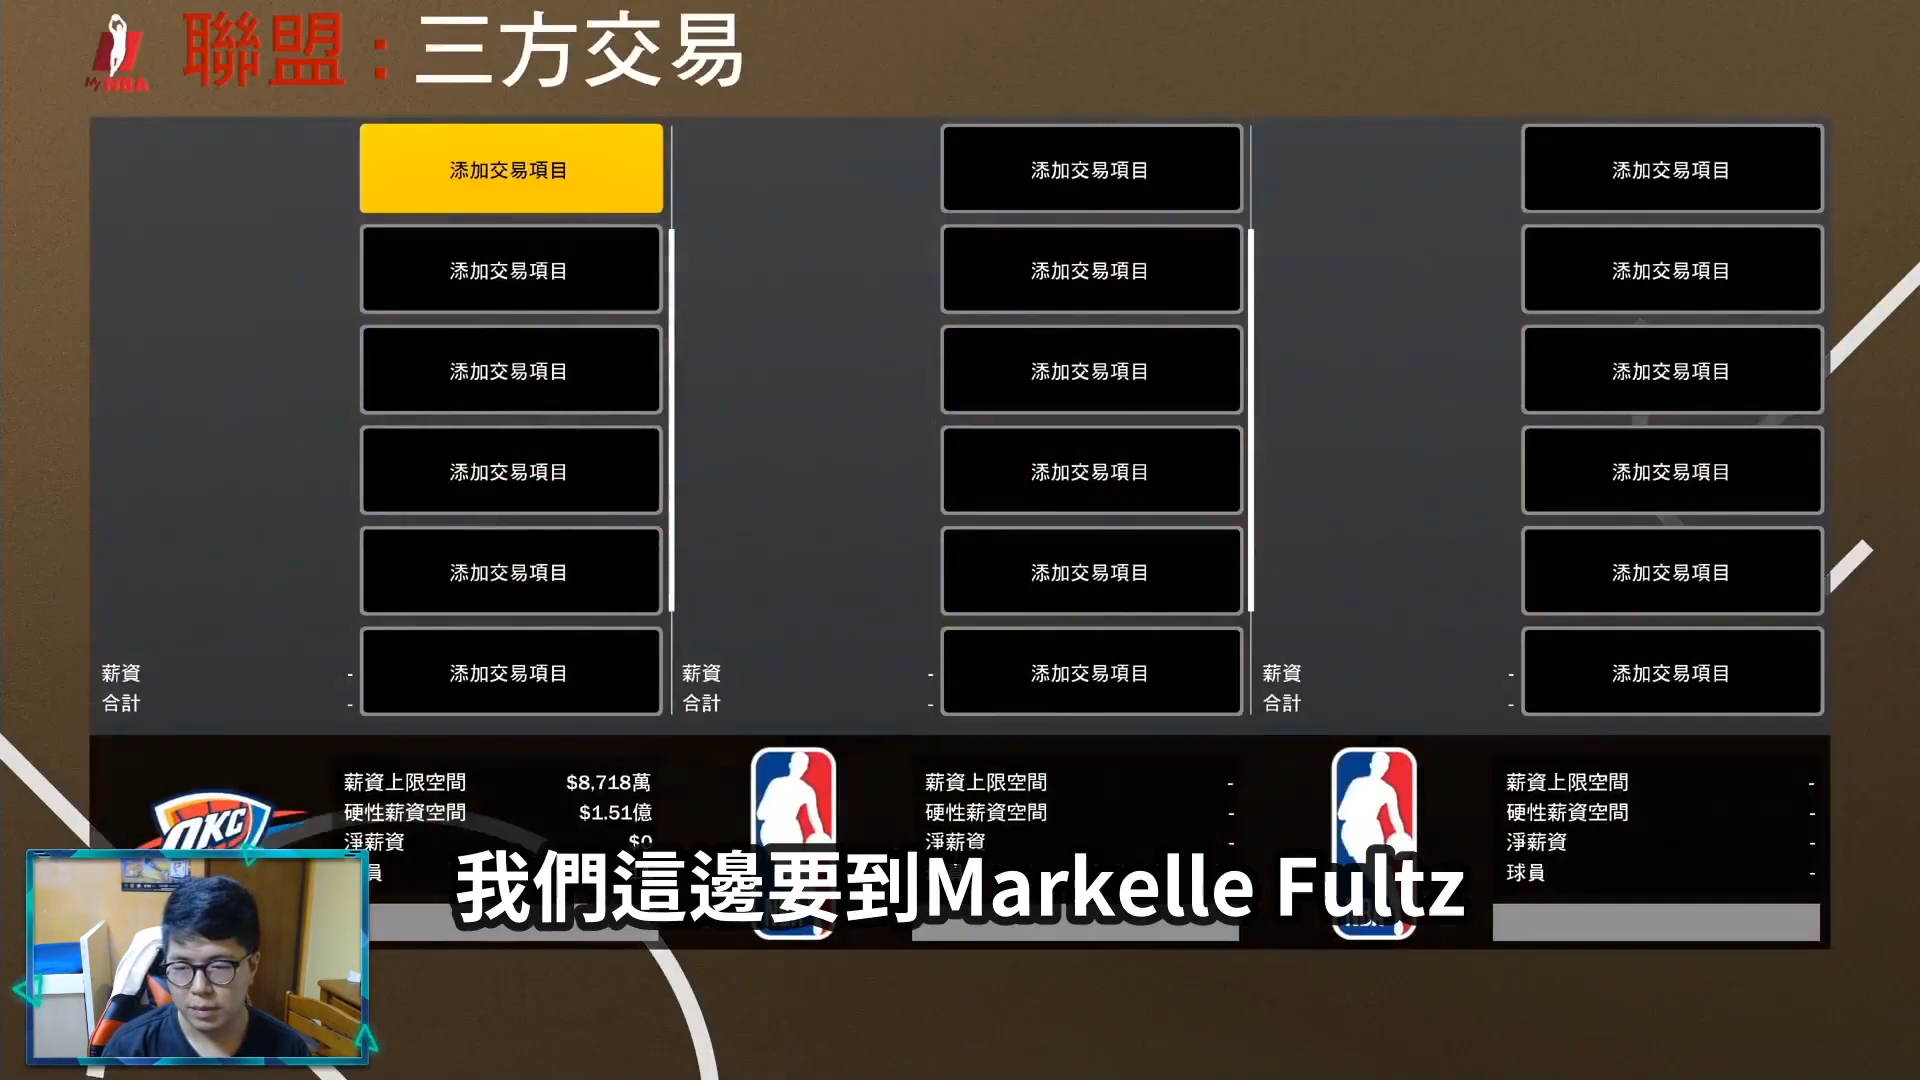 My NBA
聯盟：三方交易
添加交易項目
添加交易項目
添加交易項目
添加交易項目
添加交易項目
添加交易項目
薪資 -
合計 -
添加交易項目
添加交易項目
添加交易項目
添加交易項目
添加交易項目
添加交易項目
薪資 -
合計 -
添加交易項目
添加交易項目
添加交易項目
添加交易項目
添加交易項目
添加交易項目
薪資 -
合計 -
OKC
薪資上限空間 $8,718萬
硬性薪資空間 $1.51億
淨薪資 $0
員
薪資上限空間 -
硬性薪資空間 -
淨薪資 -
員 -
薪資上限空間 -
硬性薪資空間 -
淨薪資 -
球員 -
我們這邊要到Markelle Fultz